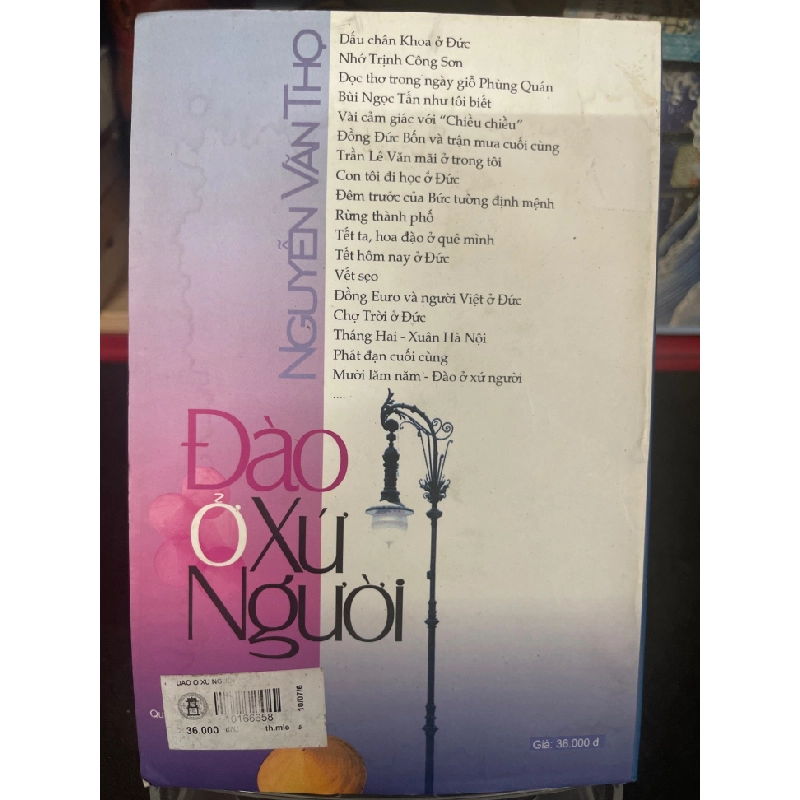 NGUYỄN VĂN THỌ
Dấu chân Khoa ở Đức
Nhớ Trịnh Công Sơn
Đọc thơ trong ngày giỗ Phùng Quán
Bùi Ngọc Tấn như tôi biết
Vài cảm giác với "Chiều chiều"
Đồng Đức Bốn và trận mưa cuối cùng
Trần Lê Văn mãi ở trong tôi
Con tôi đi học ở Đức
Đêm trước của Bức tường định mệnh
Rừng thành phố
Tết ta, hoa đào ở quê mình
Tết hôm nay ở Đức
Vết sẹo
Đồng Euro và người Việt ở Đức
Chợ Trời ở Đức
Tháng Hai - Xuân Hà Nội
Phát đạn cuối cùng
Mười lăm năm - Đào ở xứ người
....
Đào
Ở Xứ
Người
ĐAO O XU
10166858
36.000
19/07/6
Giá: 36.000 đ